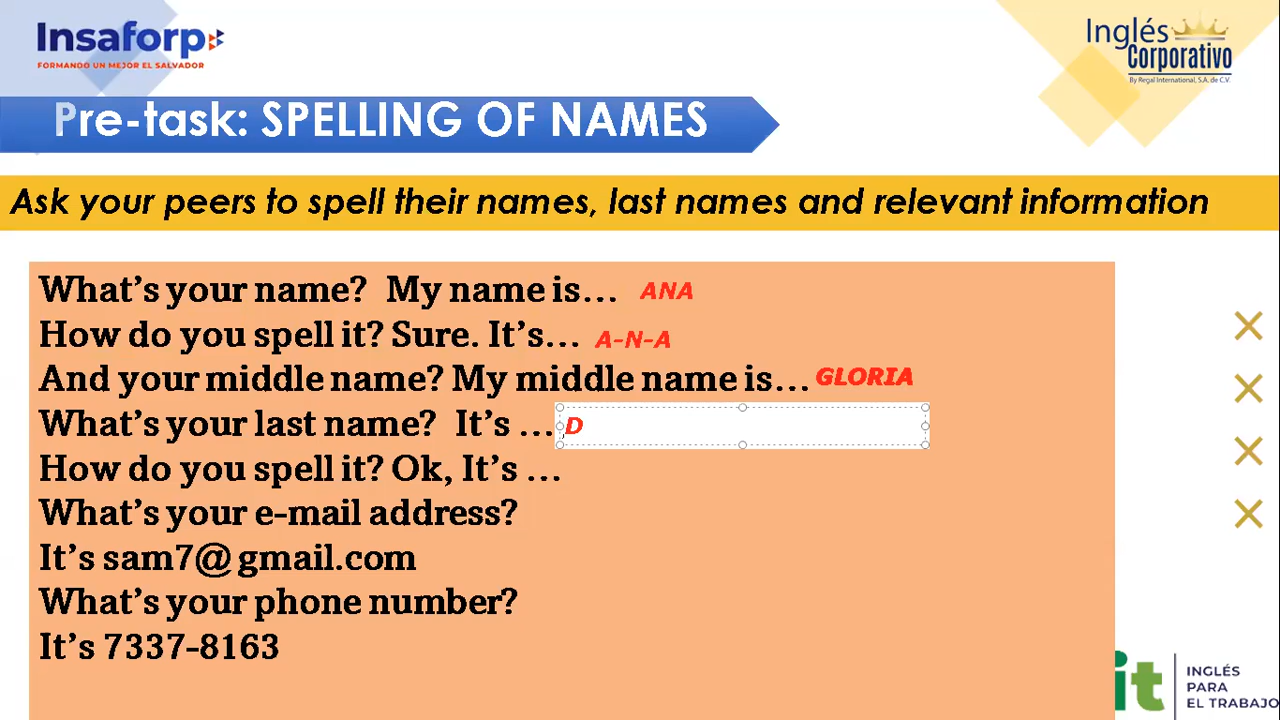 Insaforp
FORMANDO UN MEJOR EL SALVADOR
Inglés
Corporativo
By Regal International, S.A. de C.V.
Pre-task: SPELLING OF NAMES
Ask your peers to spell their names, last names and relevant information
What's your name? My name is... ANA
How do you spell it? Sure. It's... A-N-A
And your middle name? My middle name is... GLORIA
What's your last name? It's ... D
How do you spell it? Ok, It's ...
What's your e-mail address?
It's sam7@gmail.com
What's your phone number?
It's 7337-8163
it
INGLÉS
PARA
EL TRABAJO